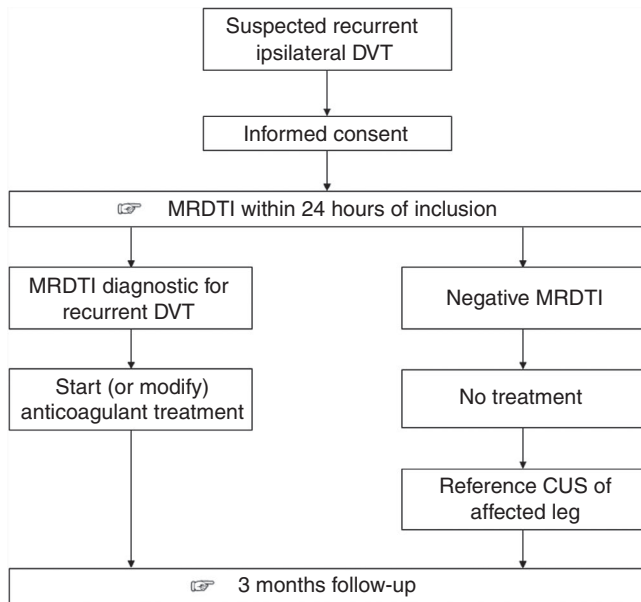 Suspected recurrent
ipsilateral DVT
Informed consent
☞ MRDTI within 24 hours of inclusion
MRDTI diagnostic for
recurrent DVT
Negative MRDTI
Start (or modify)
anticoagulant treatment
No treatment
Reference CUS of
affected leg
☞ 3 months follow-up